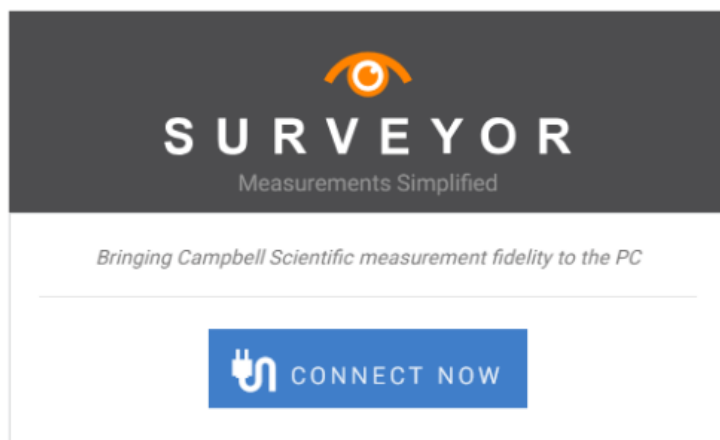 SURVEYOR
Measurements Simplified
Bringing Campbell Scientific measurement fidelity to the PC
CONNECT NOW